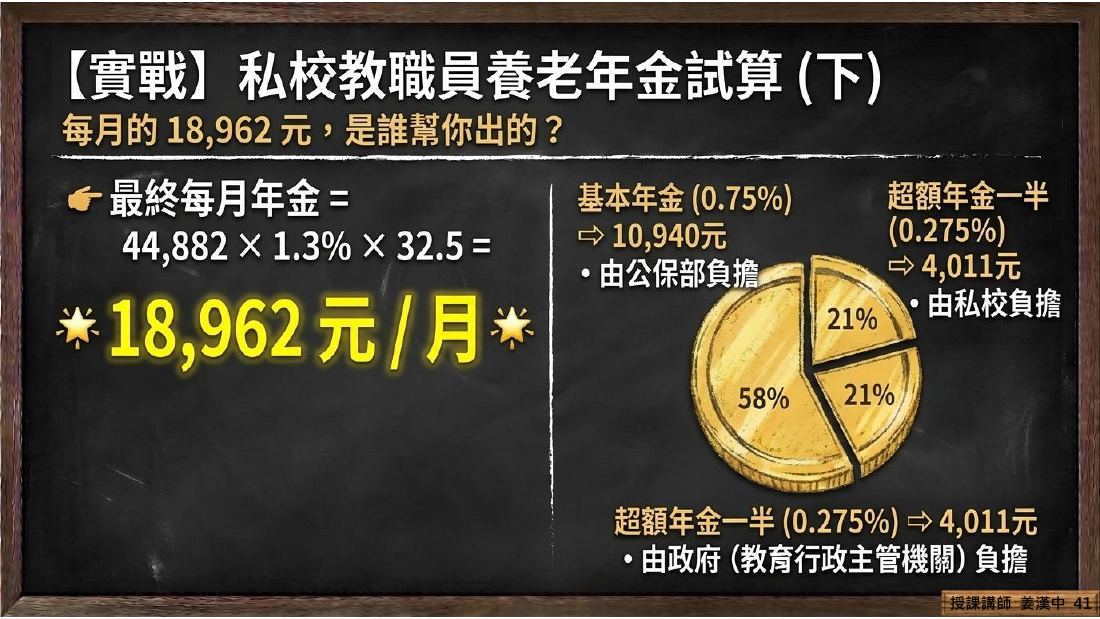 【實戰】私校教職員養老年金試算 (下)
每月的 18,962 元，是誰幫你出的？
最終每月年金 =
44,882 × 1.3% × 32.5 =
18,962 元 / 月
基本年金 (0.75%)
⇨ 10,940元
• 由公保部負擔
超額年金一半
(0.275%)
⇨ 4,011元
• 由私校負擔
21%
58%
21%
超額年金一半 (0.275%) ⇨ 4,011元
• 由政府（教育行政主管機關）負擔
授課講師 姜漢中 41